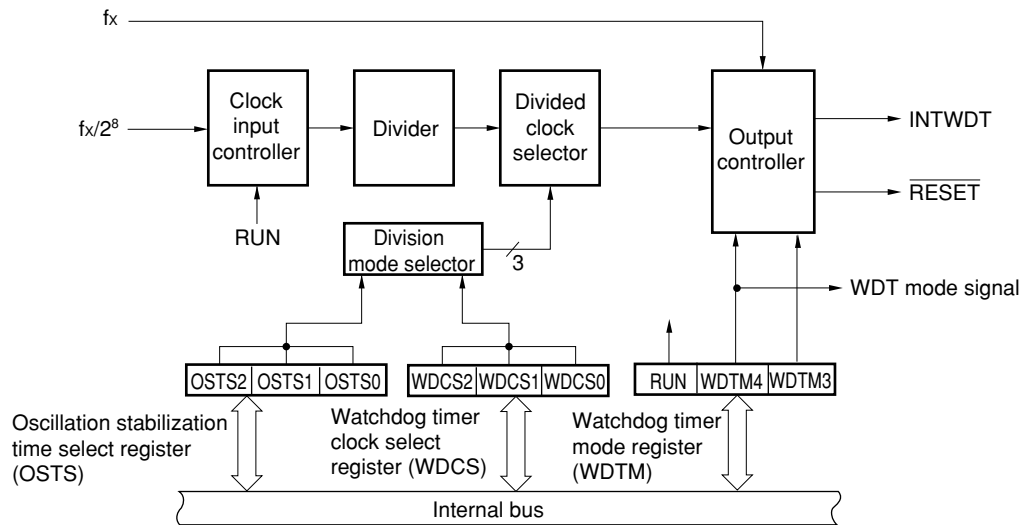 fx
fx/2⁸
Clock
input
controller
Divider
Divided
clock
selector
Output
controller
INTWDT
RESET
RUN
Division
mode selector
3
WDT mode signal
OSTS2 OSTS1 OSTS0
WDCS2 WDCS1 WDCS0
RUN WDTM4 WDTM3
Oscillation stabilization
time select register
(OSTS)
Watchdog timer
clock select
register (WDCS)
Watchdog timer
mode register
(WDTM)
Internal bus